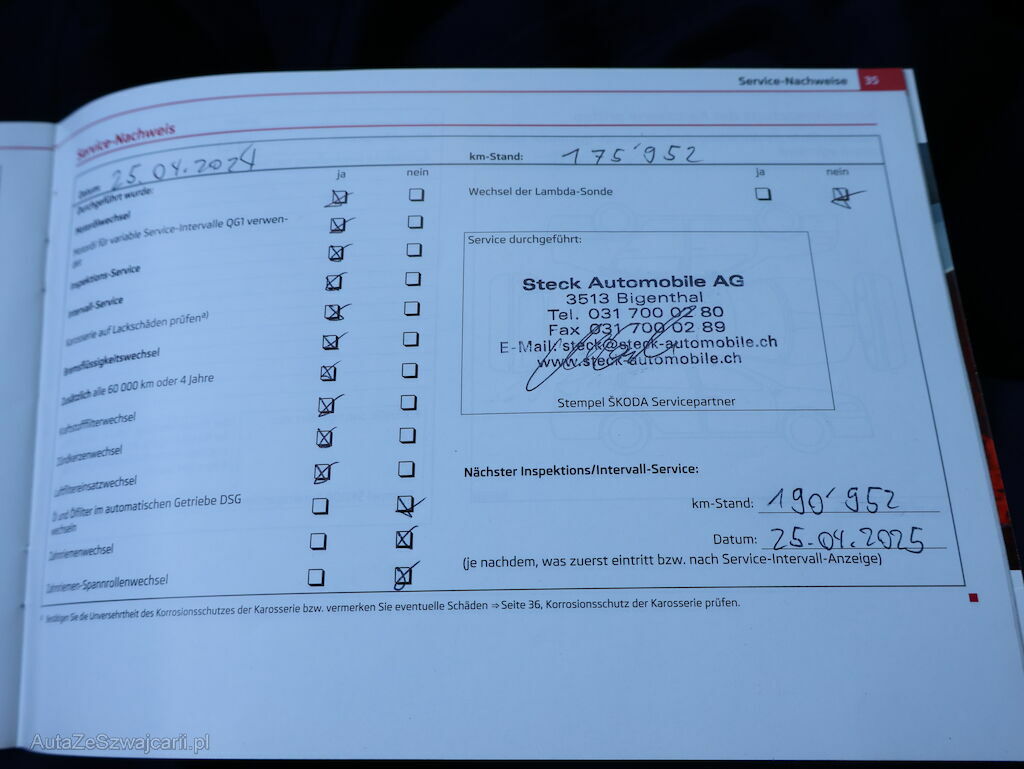 Service-Nachweise 35
Service-Nachweis
Datum: 25.04.2024
km-Stand: 175'952
Durchgeführt wurde: ja nein
ja nein
Motorölwechsel
Motoröl für variable Service-Intervalle QG1 verwen-
det
Inspektions-Service
Intervall-Service
Karosserie auf Lackschäden prüfen a)
Bremsflüssigkeitswechsel
Zusätzlich alle 60 000 km oder 4 Jahre
Kraftstofffilterwechsel
Zündkerzenwechsel
Luftfiltereinsatzwechsel
Öl und Ölfilter im automatischen Getriebe DSG
wechseln
Zahnriemenwechsel
Zahnriemen-Spannrollenwechsel
Wechsel der Lambda-Sonde
Service durchgeführt:
Steck Automobile AG
3513 Bigenthal
Tel. 031 700 02 80
Fax 031 700 02 89
E-Mail: steck@steck-automobile.ch
www.steck-automobile.ch
Stempel ŠKODA Servicepartner
Nächster Inspektions/Intervall-Service:
km-Stand: 190'952
Datum: 25.04.2025
(je nachdem, was zuerst eintritt bzw. nach Service-Intervall-Anzeige)
a) Bestätigen Sie die Unversehrtheit des Korrosionsschutzes der Karosserie bzw. vermerken Sie eventuelle Schäden ⇒ Seite 36, Korrosionsschutz der Karosserie prüfen.
AutaZeSzwajcarii.pl